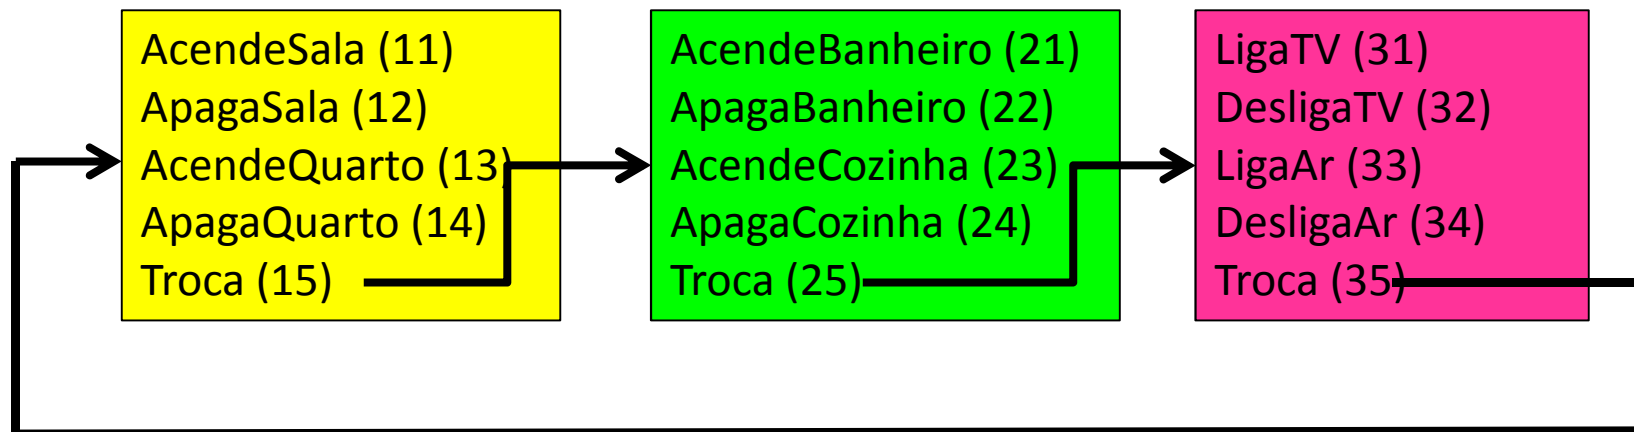 AcendeSala (11)
ApagaSala (12)
AcendeQuarto (13)
ApagaQuarto (14)
Troca (15)
AcendeBanheiro (21)
ApagaBanheiro (22)
AcendeCozinha (23)
ApagaCozinha (24)
Troca (25)
LigaTV (31)
DesligaTV (32)
LigaAr (33)
DesligaAr (34)
Troca (35)